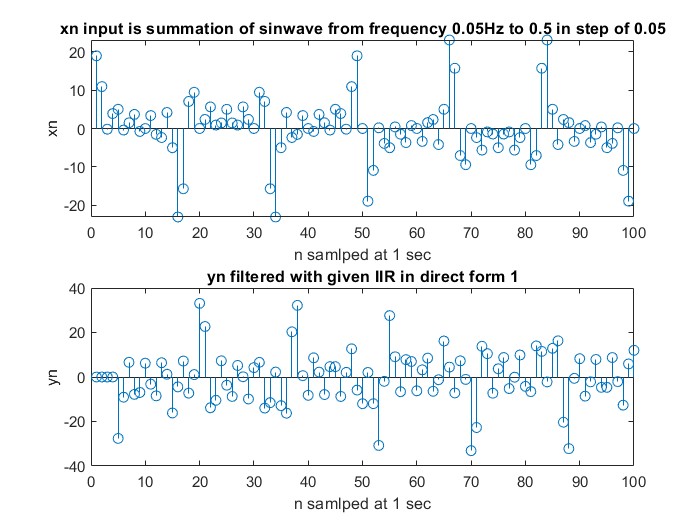 xn input is summation of sinwave from frequency 0.05Hz to 0.5 in step of 0.05
20
10
0
-10
-20
xn
0 10 20 30 40 50 60 70 80 90 100
n samlped at 1 sec
yn filtered with given IIR in direct form 1
40
20
0
-20
-40
yn
0 10 20 30 40 50 60 70 80 90 100
n samlped at 1 sec